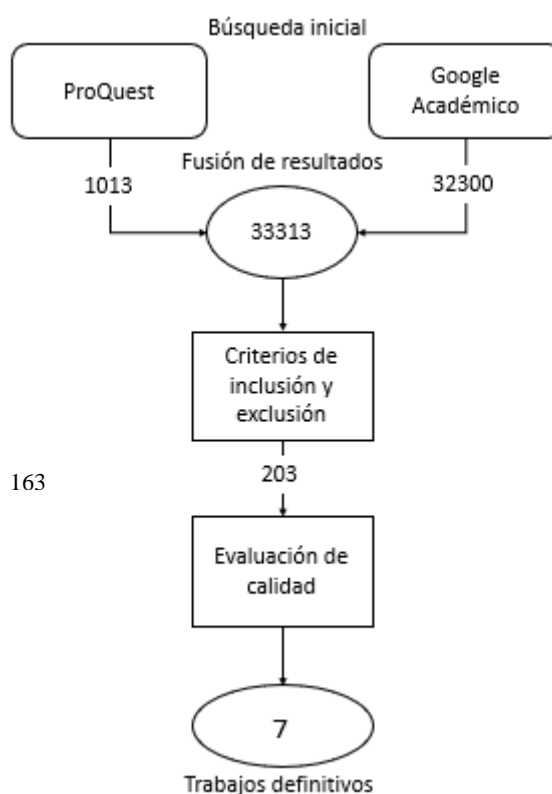 Búsqueda inicial
ProQuest
Google
Académico
Fusión de resultados
1013
32300
33313
Criterios de
inclusión y
exclusión
203
163
Evaluación de
calidad
7
Trabajos definitivos